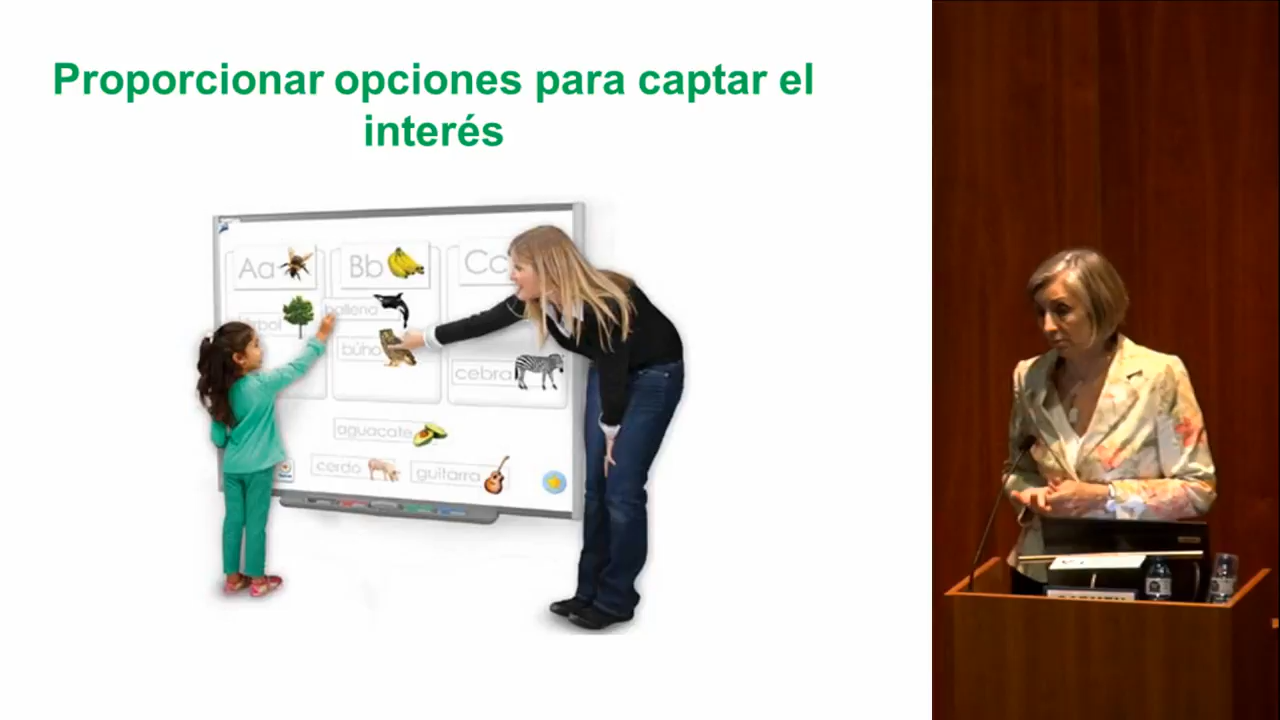 Proporcionar opciones para captar el
interés
Aa
Bb
Cc
árbol
ballena
búho
cebra
aguacate
cerdo
guitarra